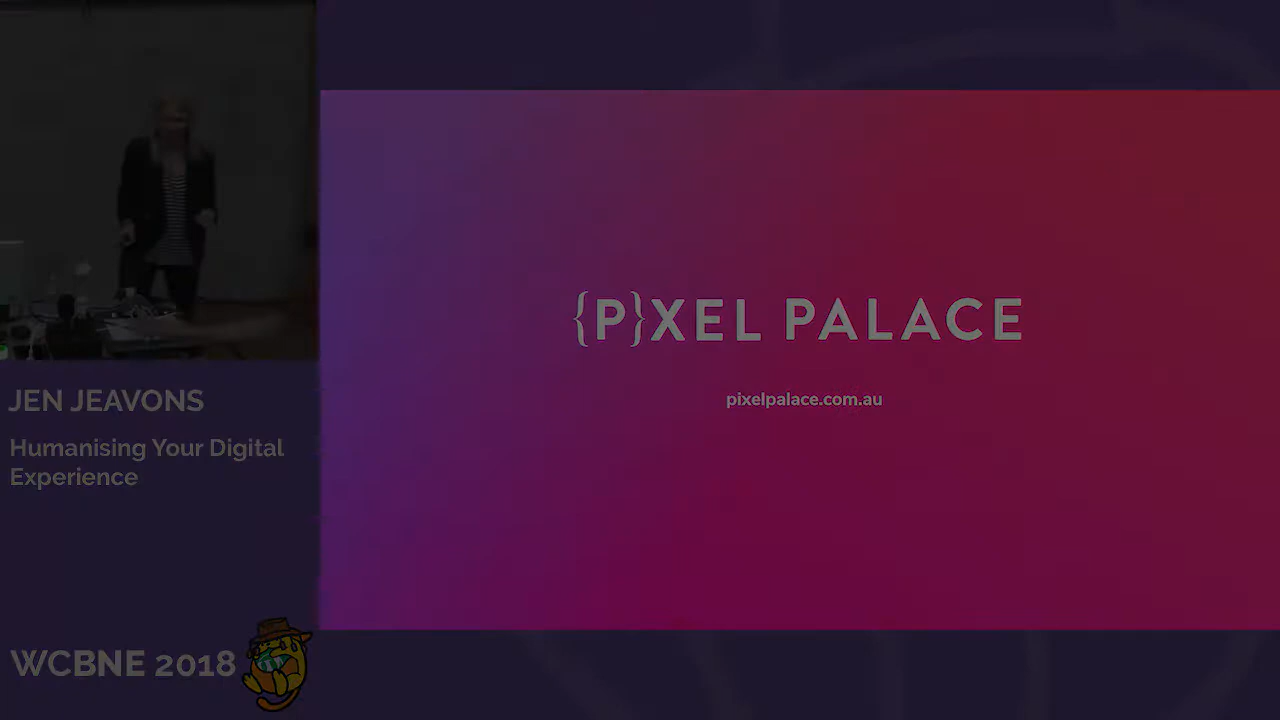 {P}XEL PALACE
pixelpalace.com.au
JEN JEAVONS
Humanising Your Digital
Experience
WCBNE 2018